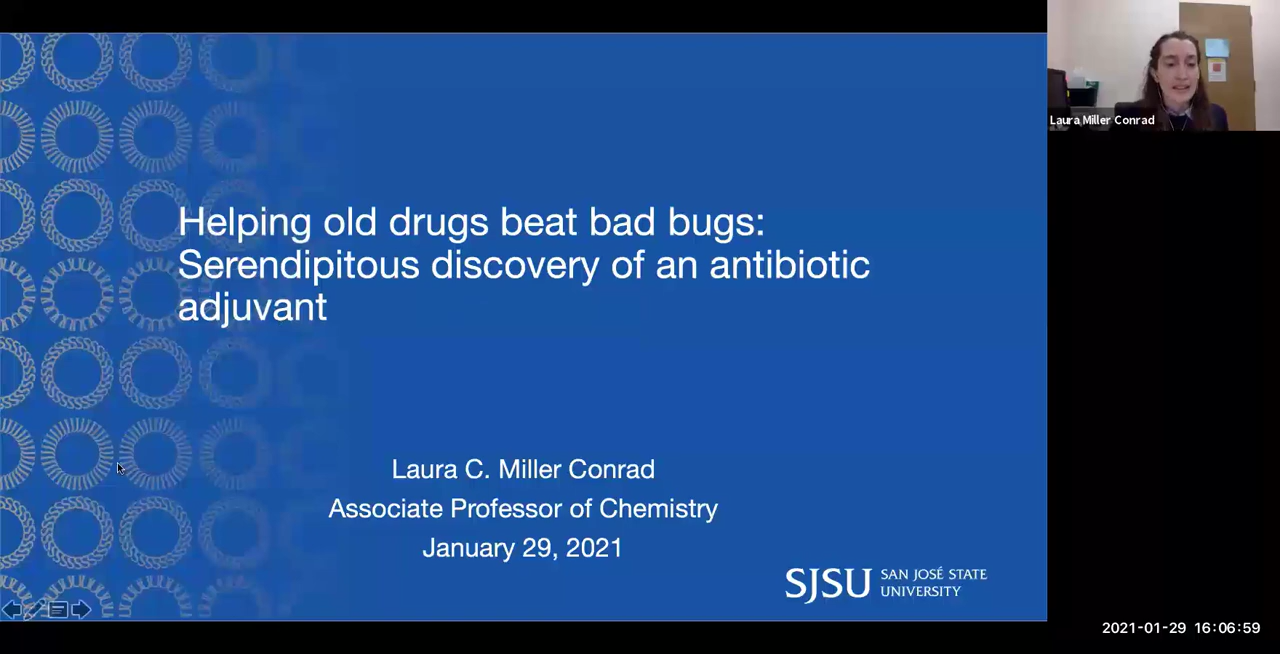 Laura Miller Conrad
Helping old drugs beat bad bugs:
Serendipitous discovery of an antibiotic
adjuvant
Laura C. Miller Conrad
Associate Professor of Chemistry
January 29, 2021
SJSU
SAN JOSÉ STATE
UNIVERSITY
2021-01-29 16:06:59